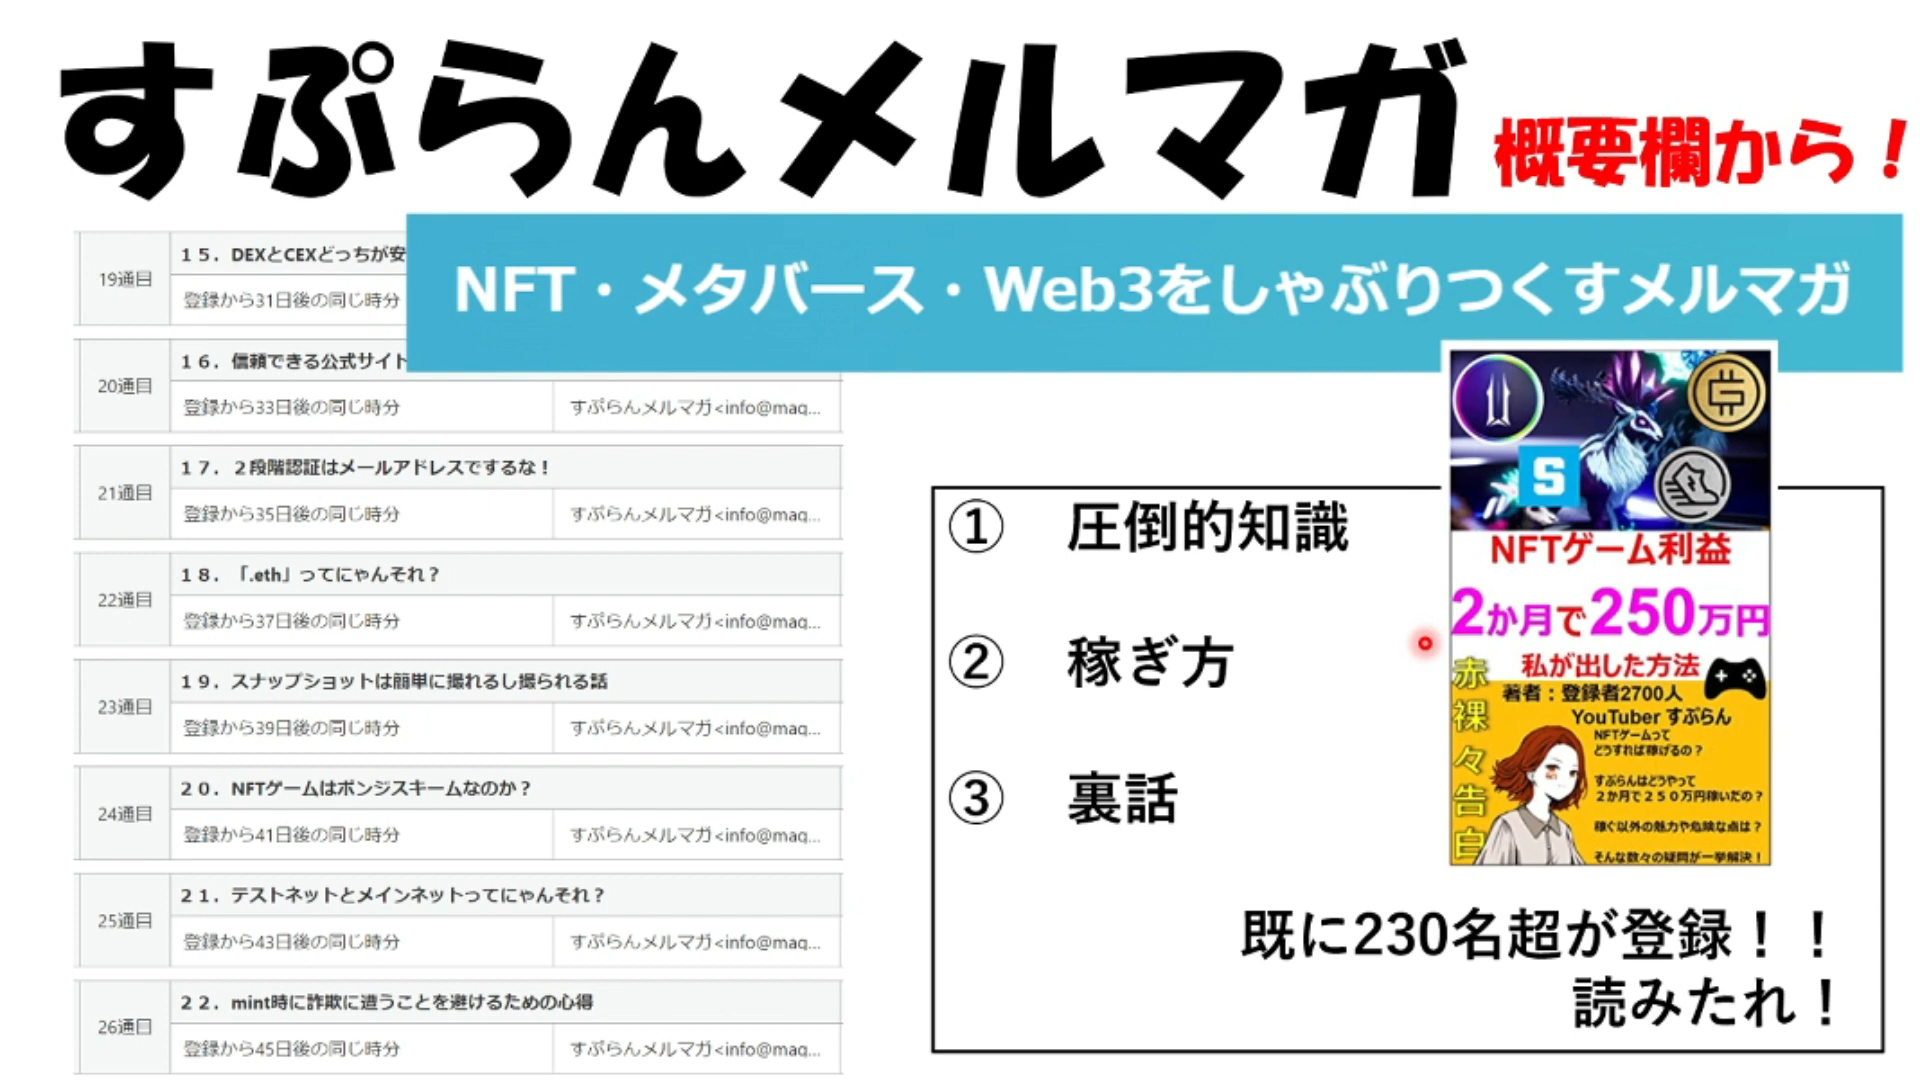 すぷらんメルマガ
概要欄から！
NFT・メタバース・Web3をしゃぶりつくすメルマガ
19通目
１５．DEXとCEXどっちが安
登録から31日後の同じ時分
20通目
１６．信頼できる公式サイト
登録から33日後の同じ時分
すぷらんメルマガ<info@mag...
21通目
１７．２段階認証はメールアドレスでするな！
登録から35日後の同じ時分
すぷらんメルマガ<info@mag...
22通目
１８．「.eth」ってにゃんそれ？
登録から37日後の同じ時分
すぷらんメルマガ<info@mag...
23通目
１９．スナップショットは簡単に撮れるし撮られる話
登録から39日後の同じ時分
すぷらんメルマガ<info@mag...
24通目
２０．NFTゲームはポンジスキームなのか？
登録から41日後の同じ時分
すぷらんメルマガ<info@mag...
25通目
２１．テストネットとメインネットってにゃんそれ？
登録から43日後の同じ時分
すぷらんメルマガ<info@mag...
26通目
２２．mint時に詐欺に遭うことを避けるための心得
登録から45日後の同じ時分
すぷらんメルマガ<info@mag...
① 圧倒的知識
② 稼ぎ方
③ 裏話
S
NFTゲーム利益
2か月で250万円
私が出した方法
赤裸々告白
著者：登録者2700人
YouTuber すぷらん
NFTゲームって
どうすれば稼げるの？
すぷらんはどうやって
２か月で２５０万円稼いだの？
稼ぐ以外の魅力や危険な点は？
そんな数々の疑問が一挙解決！
既に230名超が登録！！
読みたれ！